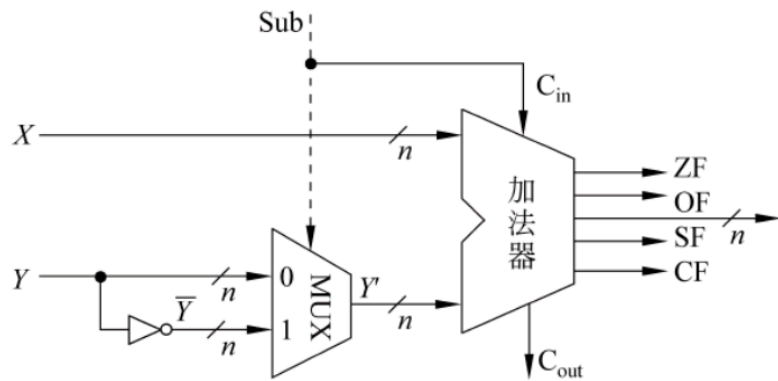 Sub
C_in
X
n
ZF
OF
n
SF
CF
加法器
Y
n
0
Y̅
n
1
MUX
Y'
n
C_out